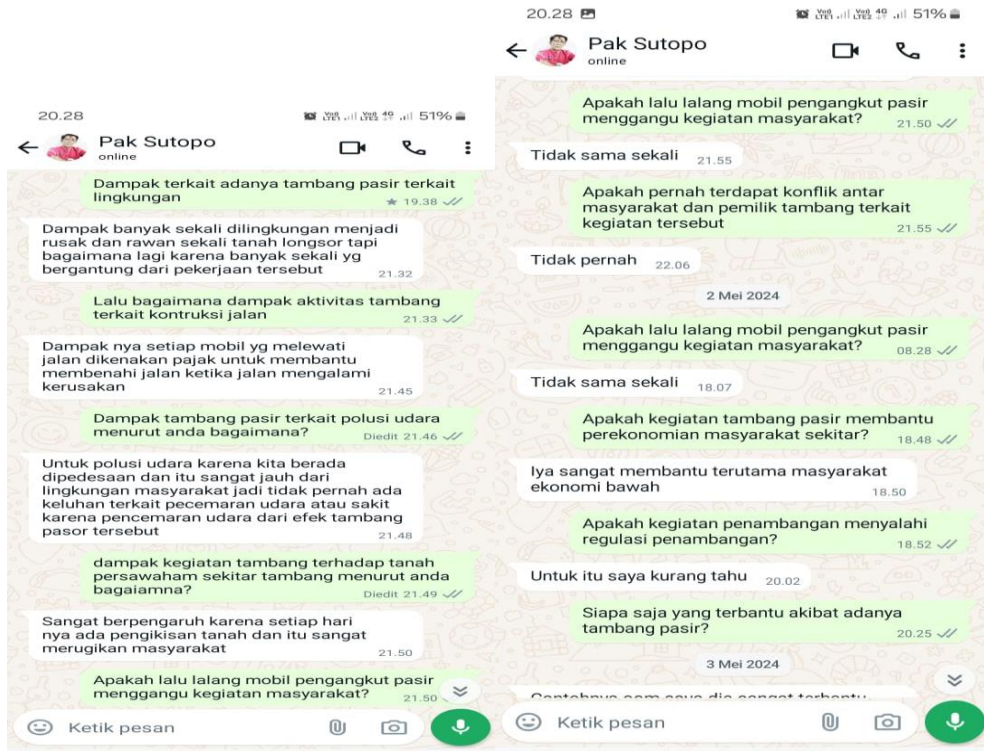 20.28
51%
Pak Sutopo
online
Dampak terkait adanya tambang pasir terkait
lingkungan
19.38
Dampak banyak sekali dilingkungan menjadi
rusak dan rawan sekali tanah longsor tapi
bagaimana lagi karena banyak sekali yg
bergantung dari pekerjaan tersebut
21.32
Lalu bagaimana dampak aktivitas tambang
terkait kontruksi jalan
21.33
Dampak nya setiap mobil yg melewati
jalan dikenakan pajak untuk membantu
membenahi jalan ketika jalan mengalami
kerusakan
21.45
Dampak tambang pasir terkait polusi udara
menurut anda bagaimana?
Diedit 21.46
Untuk polusi udara karena kita berada
dipedesaan dan itu sangat jauh dari
lingkungan masyarakat jadi tidak pernah ada
keluhan terkait pecemaran udara atau sakit
karena pencemaran udara dari efek tambang
pasor tersebut
21.48
dampak kegiatan tambang terhadap tanah
persawaham sekitar tambang menurut anda
bagaiamna?
Diedit 21.49
Sangat berpengaruh karena setiap hari
nya ada pengikisan tanah dan itu sangat
merugikan masyarakat
21.50
Apakah lalu lalang mobil pengangkut pasir
menggangu kegiatan masyarakat?
21.50
Ketik pesan
20.28
Vo)) LTE1 Vo)) LTE2 4G 51%
Pak Sutopo
online
Apakah lalu lalang mobil pengangkut pasir
menggangu kegiatan masyarakat?
21.50
Tidak sama sekali
21.55
Apakah pernah terdapat konflik antar
masyarakat dan pemilik tambang terkait
kegiatan tersebut
21.55
Tidak pernah
22.06
2 Mei 2024
Apakah lalu lalang mobil pengangkut pasir
menggangu kegiatan masyarakat?
08.28
Tidak sama sekali
18.07
Apakah kegiatan tambang pasir membantu
perekonomian masyarakat sekitar?
18.48
Iya sangat membantu terutama masyarakat
ekonomi bawah
18.50
Apakah kegiatan penambangan menyalahi
regulasi penambangan?
18.52
Untuk itu saya kurang tahu
20.02
Siapa saja yang terbantu akibat adanya
tambang pasir?
20.25
3 Mei 2024
Ketik pesan